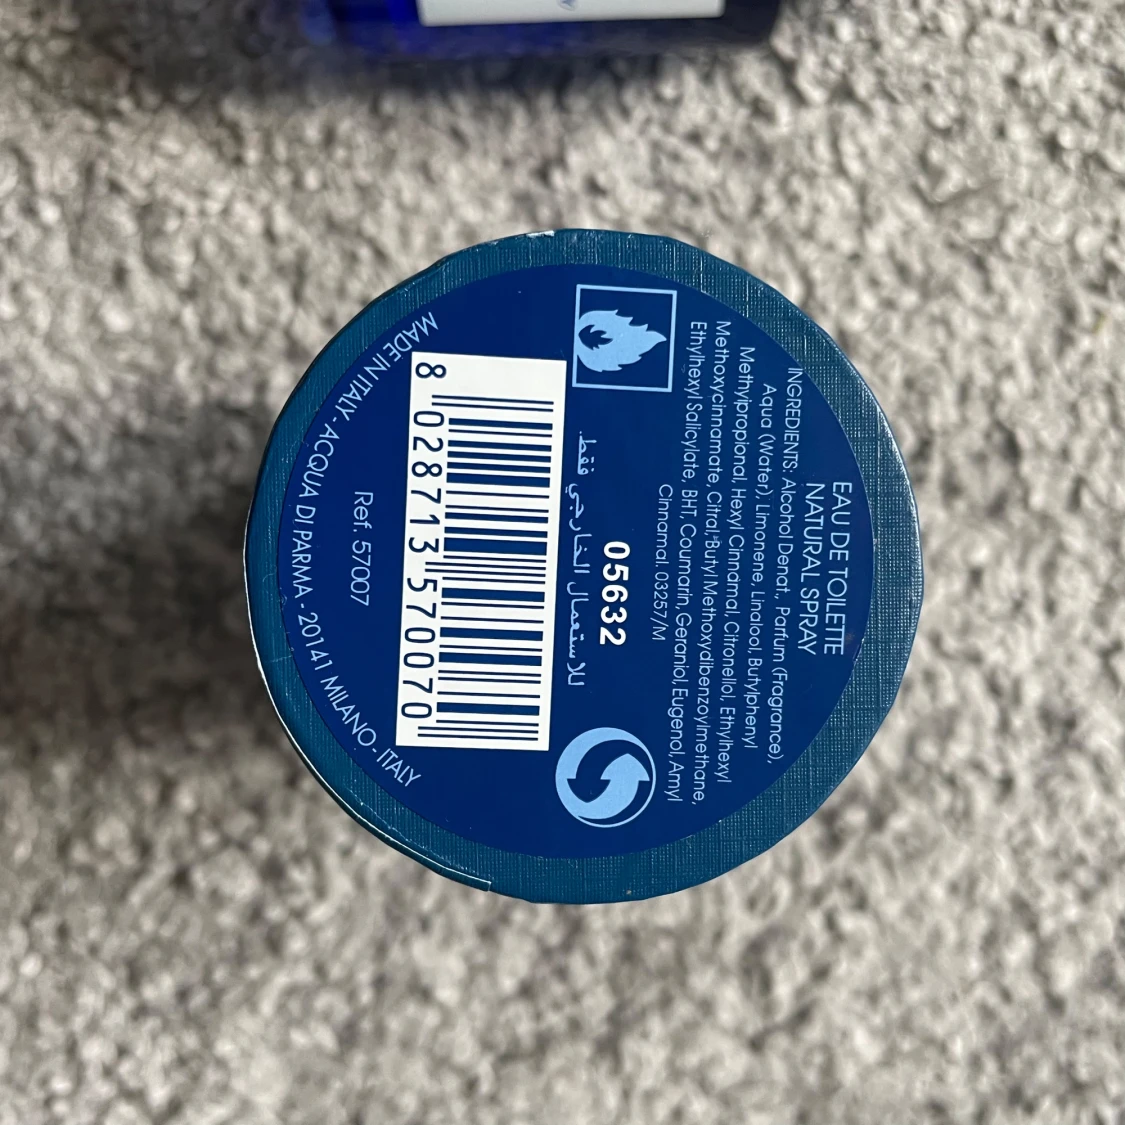 EAU DE TOILETTE
NATURAL SPRAY
INGREDIENTS: Alcohol Denat., Parfum (Fragrance),
Aqua (Water), Limonene, Linalool, Butylphenyl
Methylpropional, Hexyl Cinnamal, Citronellol, Ethylhexyl
Methoxycinnamate, Citral, Butyl Methoxydibenzoylmethane,
Ethylhexyl Salicylate, BHT, Coumarin, Geraniol, Eugenol, Amyl
Cinnamal. 03257/M
05632
للاستعمال الخارجي فقط.
8 028713 570070
Ref. 57007
MADE IN ITALY - ACQUA DI PARMA - 20141 MILANO - ITALY